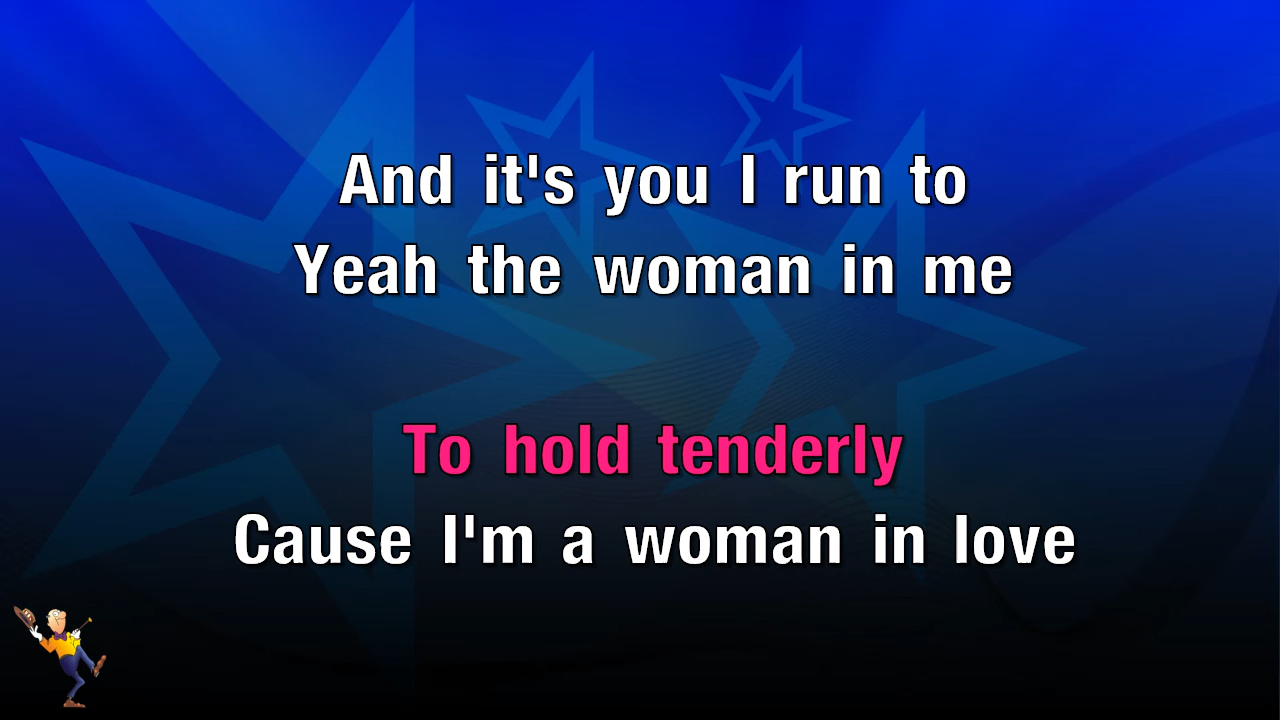 And it's you I run to
Yeah the woman in me
To hold tenderly
Cause I'm a woman in love